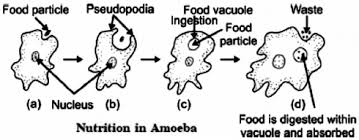 Food particle
Pseudopodia
Food vacuole
Ingestion
Food
particle
Waste
Nucleus
(a)
(b)
(c)
(d)
Food is digested within
vacuole and absorbed
Nutrition in Amoeba